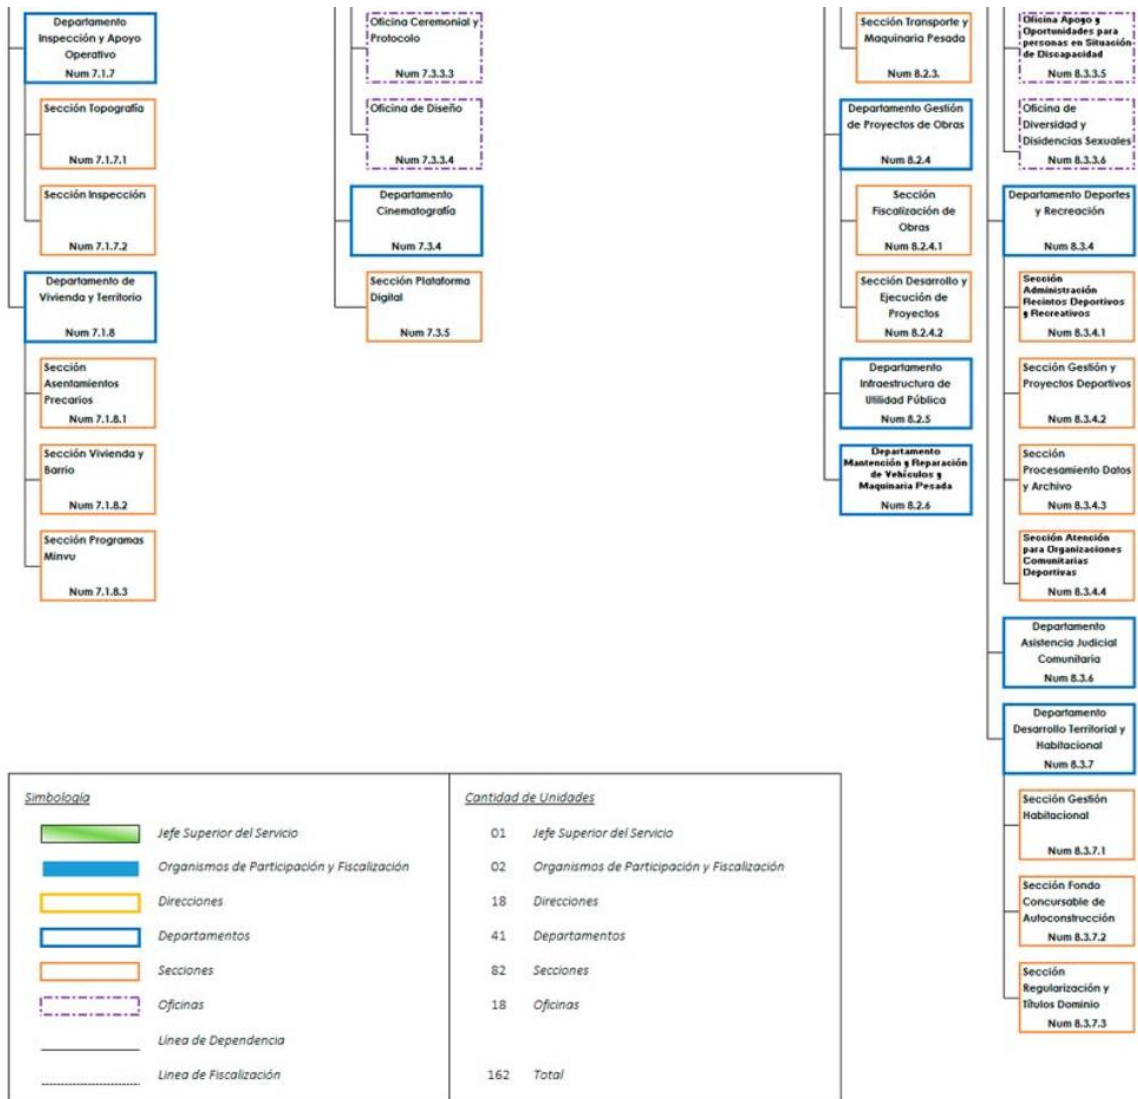 Departamento
Inspección y Apoyo
Operativo
Num 7.1.7
Sección Topografía
Num 7.1.7.1
Sección Inspección
Num 7.1.7.2
Departamento de
Vivienda y Territorio
Num 7.1.8
Sección
Asentamientos
Precarios
Num 7.1.8.1
Sección Vivienda y
Barrio
Num 7.1.8.2
Sección Programas
Minvu
Num 7.1.8.3
Oficina Ceremonial y
Protocolo
Num 7.3.3.3
Oficina de Diseño
Num 7.3.3.4
Departamento
Cinematografía
Num 7.3.4
Sección Plataforma
Digital
Num 7.3.5
Sección Transporte y
Maquinaria Pesada
Num 8.2.3.
Departamento Gestión
de Proyectos de Obras
Num 8.2.4
Sección
Fiscalización de
Obras
Num 8.2.4.1
Sección Desarrollo y
Ejecución de
Proyectos
Num 8.2.4.2
Departamento
Infraestructura de
Utilidad Pública
Num 8.2.5
Departamento
Mantención y Reparación
de Vehículos y
Maquinaria Pesada
Num 8.2.6
Oficina Apoyo y
Oportunidades para
personas en Situación
de Discapacidad
Num 8.3.3.5
Oficina de
Diversidad y
Disidencias Sexuales
Num 8.3.3.6
Departamento Deportes
y Recreación
Num 8.3.4
Sección
Administración
Recintos Deportivos
y Recreativos
Num 8.3.4.1
Sección Gestión y
Proyectos Deportivos
Num 8.3.4.2
Sección
Procesamiento Datos
y Archivo
Num 8.3.4.3
Sección Atención
para Organizaciones
Comunitarias
Deportivas
Num 8.3.4.4
Departamento
Asistencia Judicial
Comunitaria
Num 8.3.6
Departamento
Desarrollo Territorial y
Habitacional
Num 8.3.7
Sección Gestión
Habitacional
Num 8.3.7.1
Sección Fondo
Concursable de
Autoconstrucción
Num 8.3.7.2
Sección
Regularización y
Títulos Dominio
Num 8.3.7.3
Simbología
Jefe Superior del Servicio
Organismos de Participación y Fiscalización
Direcciones
Departamentos
Secciones
Oficinas
Línea de Dependencia
Linea de Fiscalización
Cantidad de Unidades
01 Jefe Superior del Servicio
02 Organismos de Participación y Fiscalización
18 Direcciones
41 Departamentos
82 Secciones
18 Oficinas
162 Total